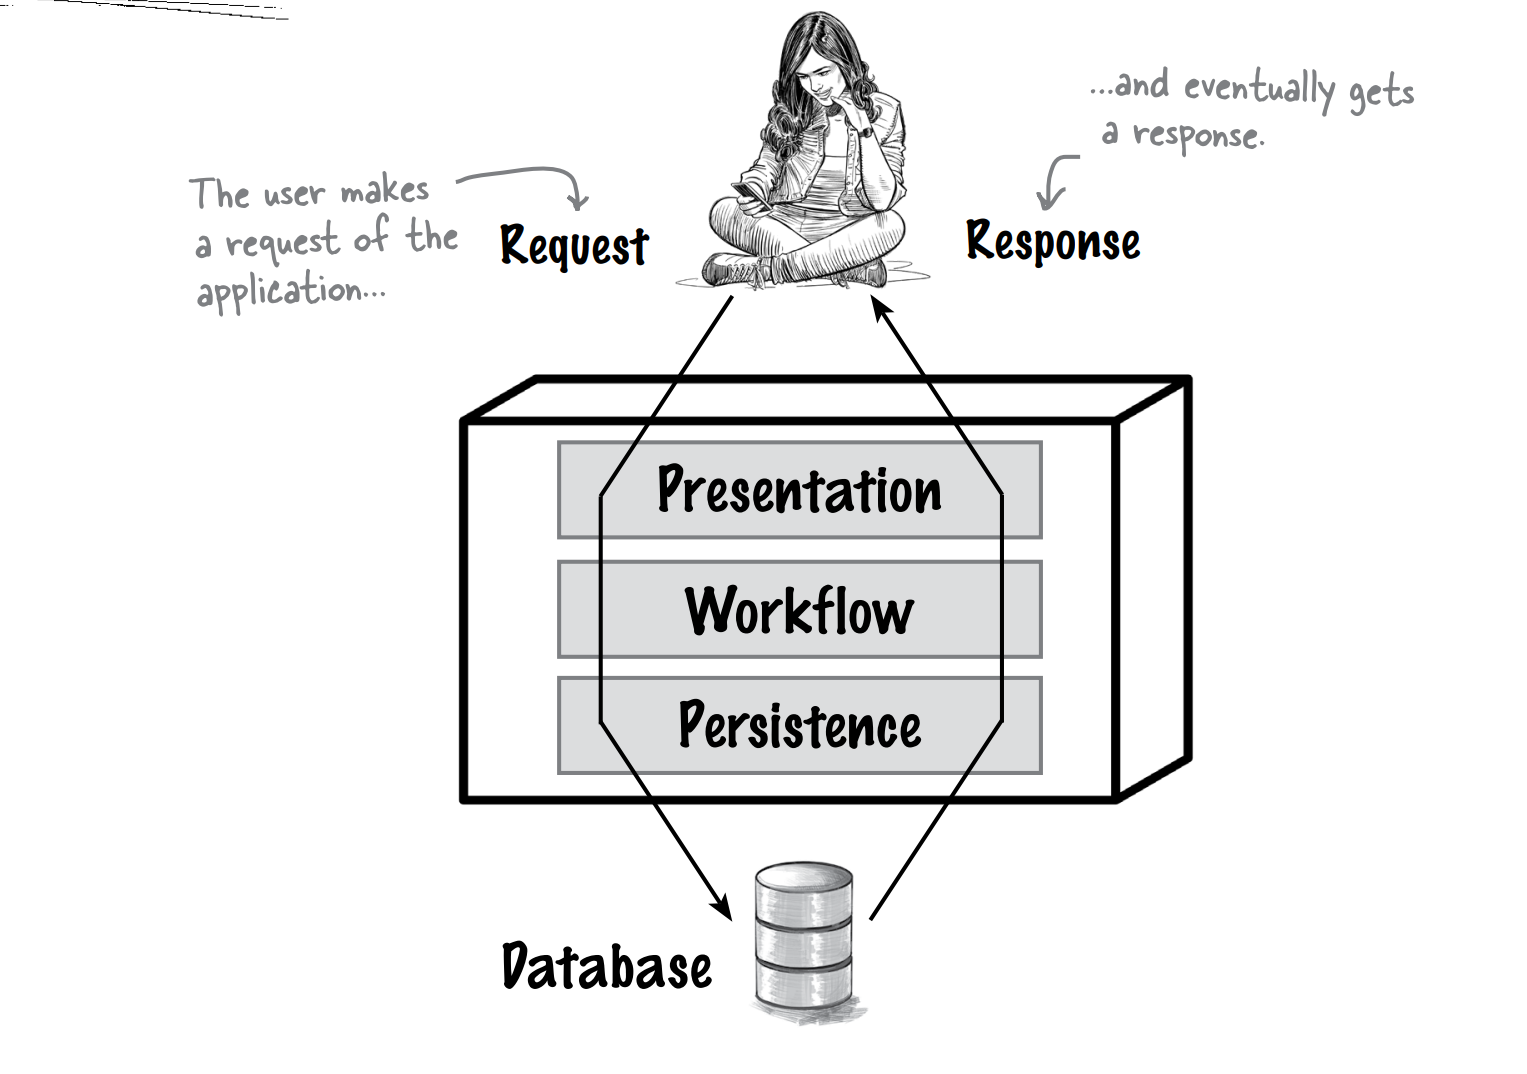 …and eventually gets
a response.
The user makes
a request of the
application…
Request
Response
Presentation
Workflow
Persistence
Database